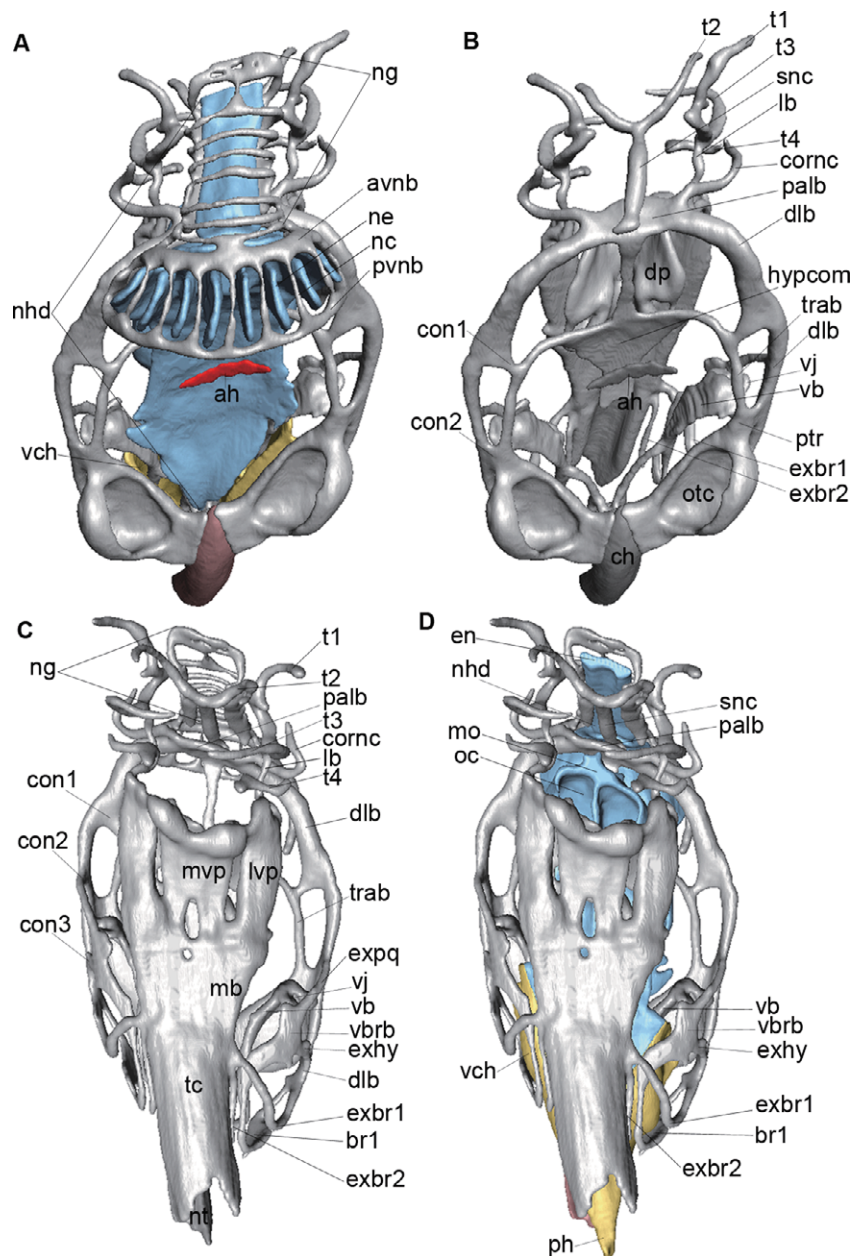 A
ng
avnb
ne
nc
pvnb
nhd
ah
vch
B
t2
t1
t3
snc
lb
t4
cornc
palb
dlb
dp
hypcom
trab
dlb
con1
vj
vb
ah
con2
ptr
exbr1
exbr2
otc
ch
C
t1
ng
t2
palb
t3
cornc
lb
t4
con1
dlb
con2
mvp
lvp
trab
con3
expq
mb
vj
vb
vbrb
exhy
tc
dlb
exbr1
br1
exbr2
nt
D
en
nhd
snc
palb
mo
oc
vb
vbrb
exhy
vch
exbr1
br1
exbr2
ph